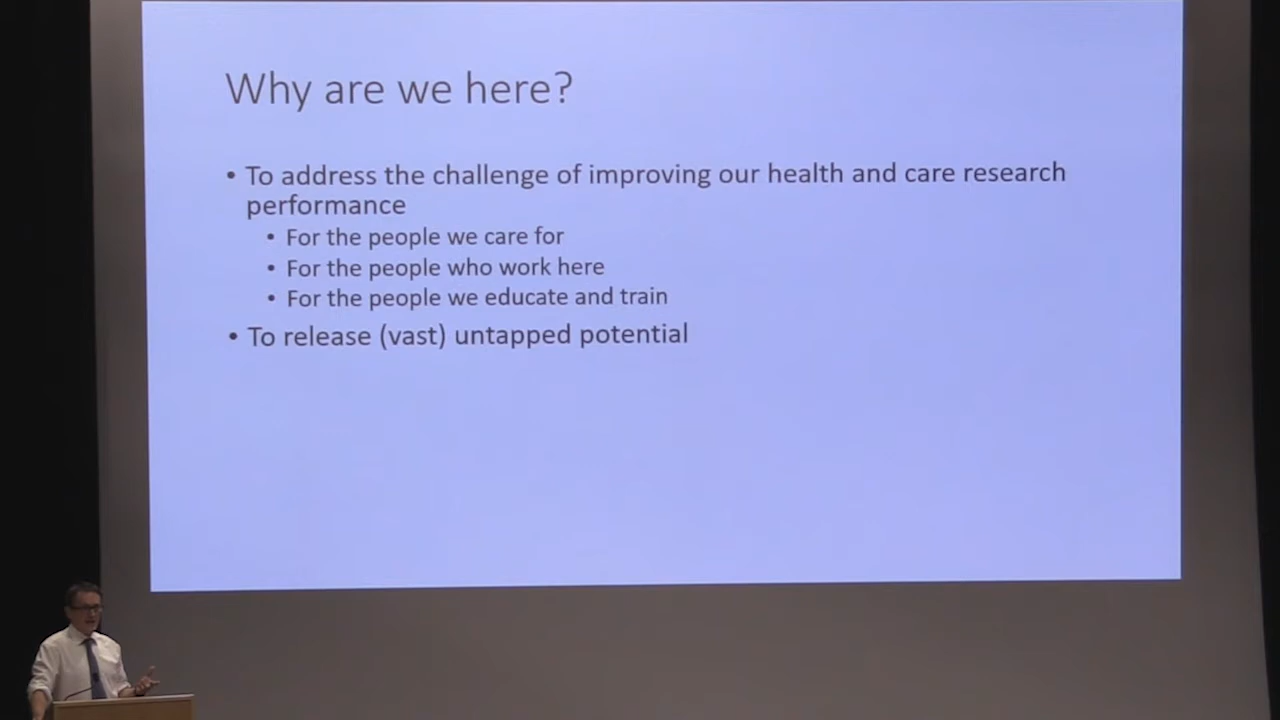 Why are we here?
• To address the challenge of improving our health and care research
performance
• For the people we care for
• For the people who work here
• For the people we educate and train
• To release (vast) untapped potential